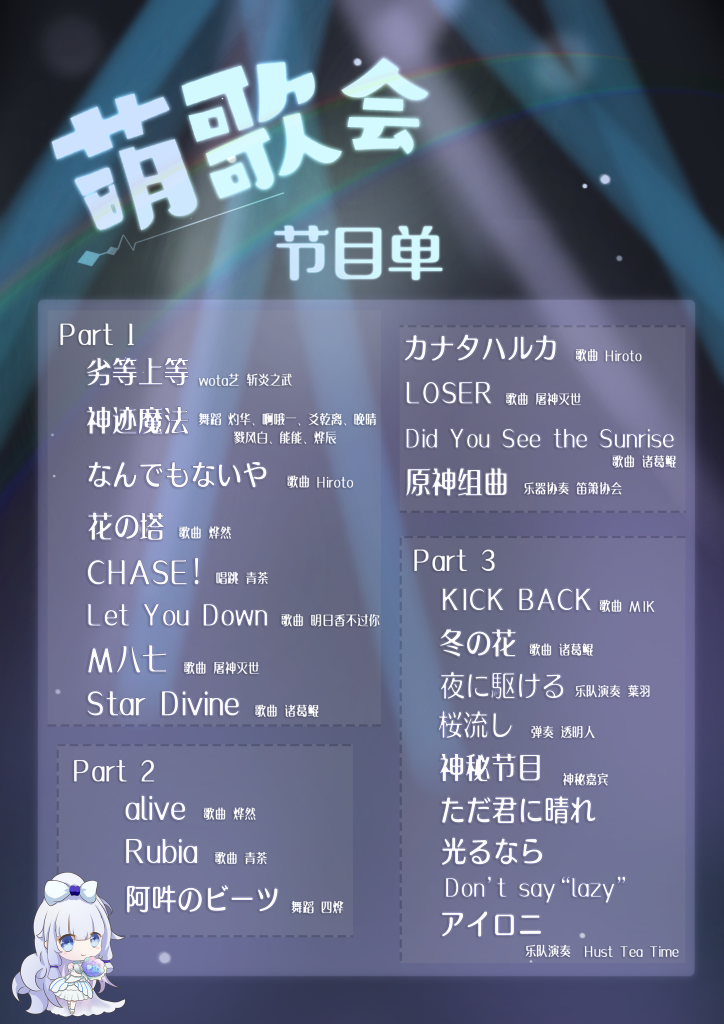 萌歌会
节目单
Part 1
劣等上等 wota艺 斩炎之武
神迹魔法 舞蹈 灼华、啊哦一、爻乾离、晚晴
戮风白、能能、烨辰
なんでもないや 歌曲 Hiroto
花の塔 歌曲 烨然
CHASE! 唱跳 青茶
Let You Down 歌曲 明日香不过你
M八七 歌曲 屠神灭世
Star Divine 歌曲 诸葛鲲
Part 2
alive 歌曲 烨然
Rubia 歌曲 青茶
阿吽のビーツ 舞蹈 四烨
カナタハルカ 歌曲 Hiroto
LOSER 歌曲 屠神灭世
Did You See the Sunrise
歌曲 诸葛鲲
原神组曲 乐器协奏 笛箫协会
Part 3
KICK BACK 歌曲 MIK
冬の花 歌曲 诸葛鲲
夜に駆ける 乐队演奏 葉羽
桜流し 弹奏 透明人
神秘节目 神秘嘉宾
ただ君に晴れ
光るなら
Don't say “lazy”
アイロニ
乐队演奏 Hust Tea Time